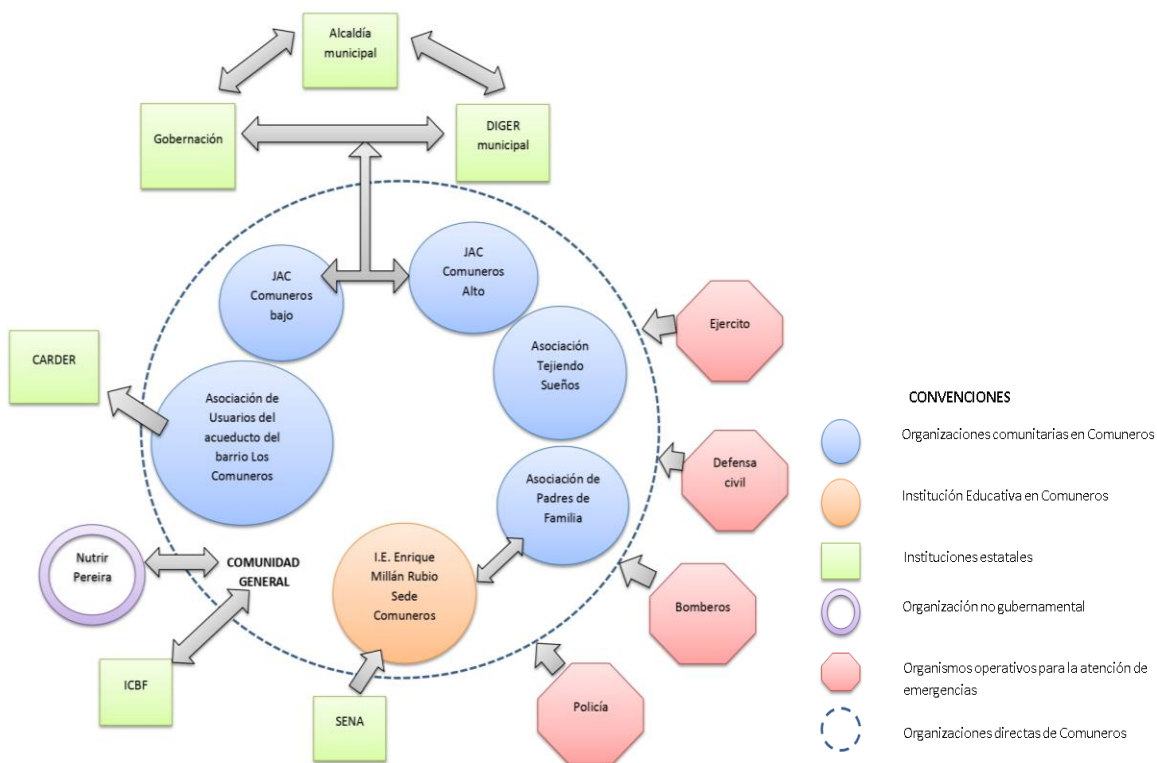 Alcaldía
municipal
Gobernación
DIGER
municipal
JAC
Comuneros
bajo
JAC
Comuneros
Alto
Ejercito
CARDER
Asociación
Tejiendo
Sueños
Asociación de
Usuarios del
acueducto del
barrio Los
Comuneros
Defensa
civil
Asociación de
Padres de
Familia
Nutrir
Pereira
COMUNIDAD
GENERAL
I.E. Enrique
Millán Rubio
Sede
Comuneros
Bomberos
ICBF
SENA
Policía
CONVENCIONES
Organizaciones comunitarias en Comuneros
Institución Educativa en Comuneros
Instituciones estatales
Organización no gubernamental
Organismos operativos para la atención de
emergencias
Organizaciones directas de Comuneros